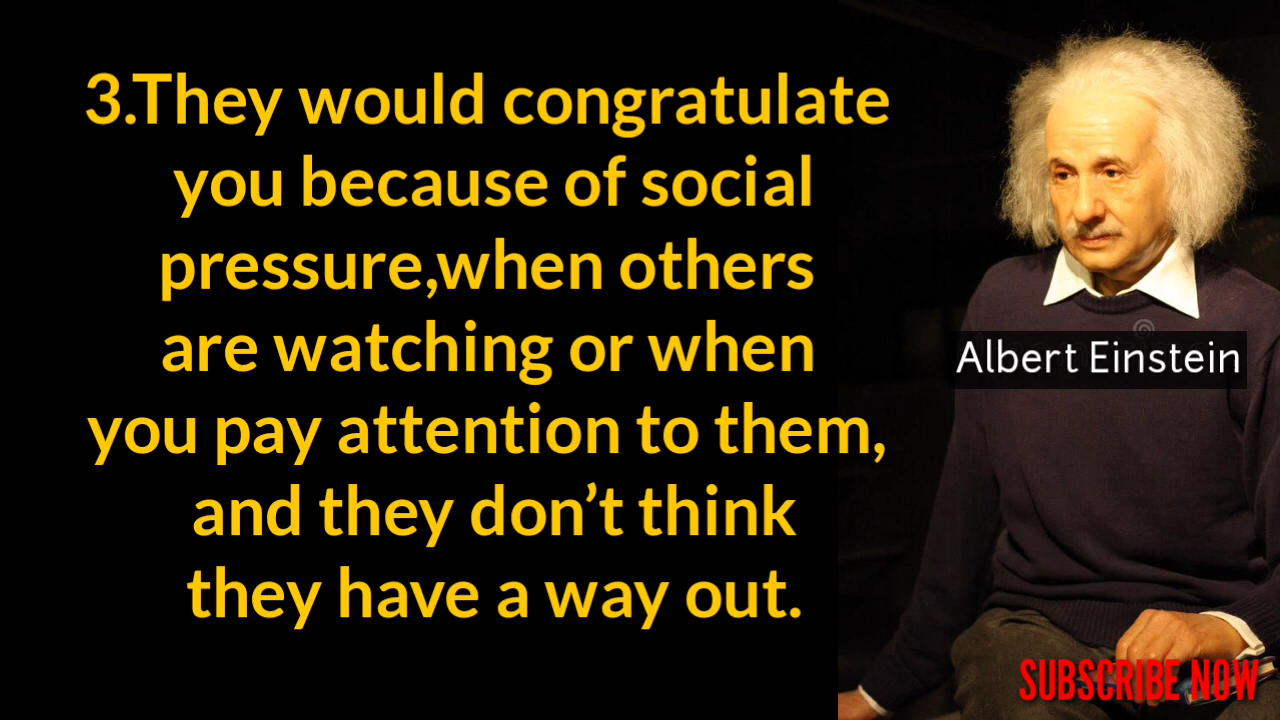 3.They would congratulate
you because of social
pressure,when others
are watching or when
you pay attention to them,
and they don’t think
they have a way out.
Albert Einstein
SUBSCRIBE NOW